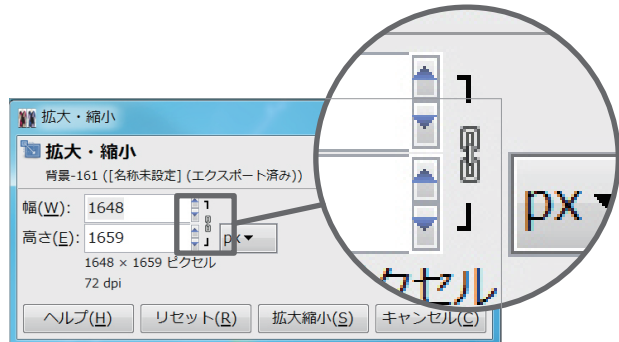 拡大・縮小
拡大・縮小
背景-161 ([名称未設定] (エクスポート済み))
幅(W): 1648
高さ(E): 1659 px
1648 × 1659 ピクセル
72 dpi
ヘルプ(H) リセット(R) 拡大縮小(S) キャンセル(C)
px
クセル